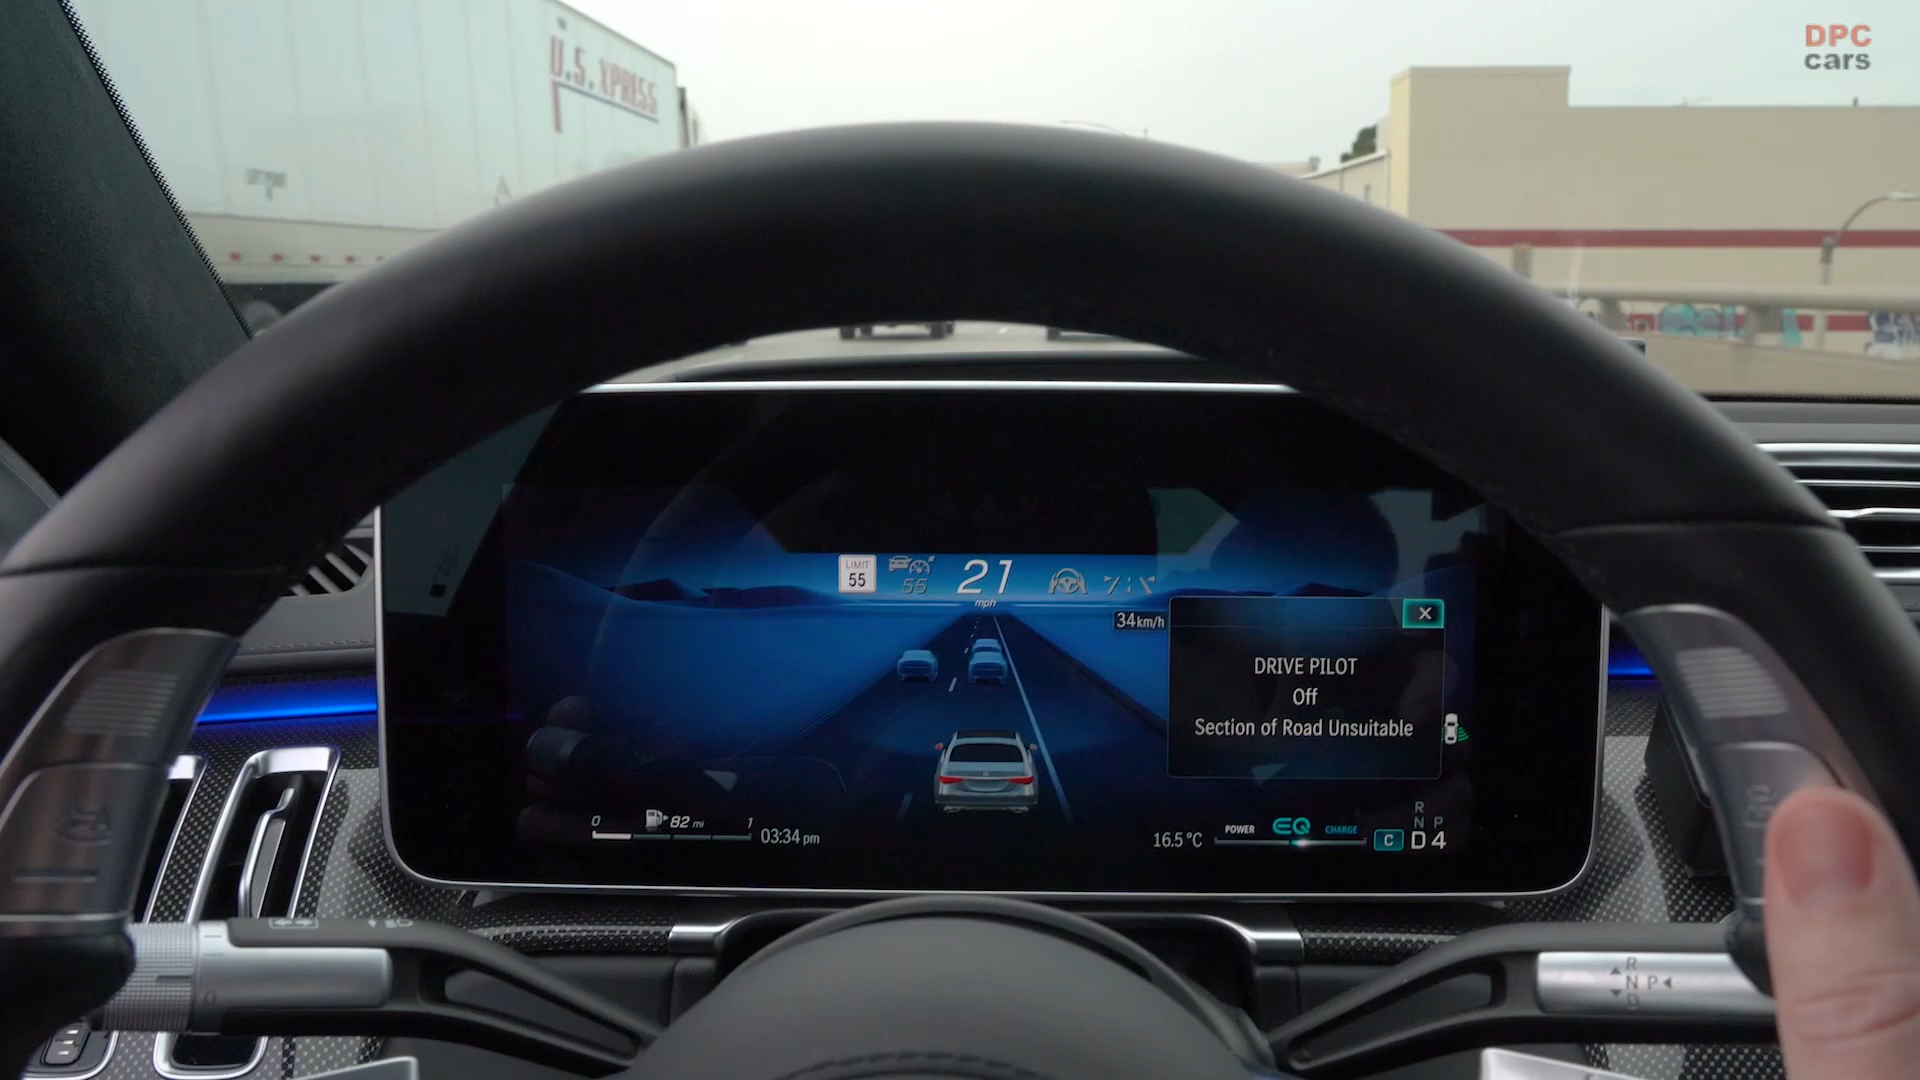 DPC
cars
U.S. XPRESS
LIMIT
55
55
21
mph
34km/h
X
DRIVE PILOT
Off
Section of Road Unsuitable
0
82 mi
1
03:34 pm
16.5°C
POWER
EQ
CHARGE
C
R
N P
D 4
0
R
N P
D